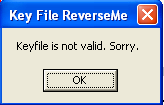 Key File ReverseMe
Keyfile is not valid. Sorry.
OK